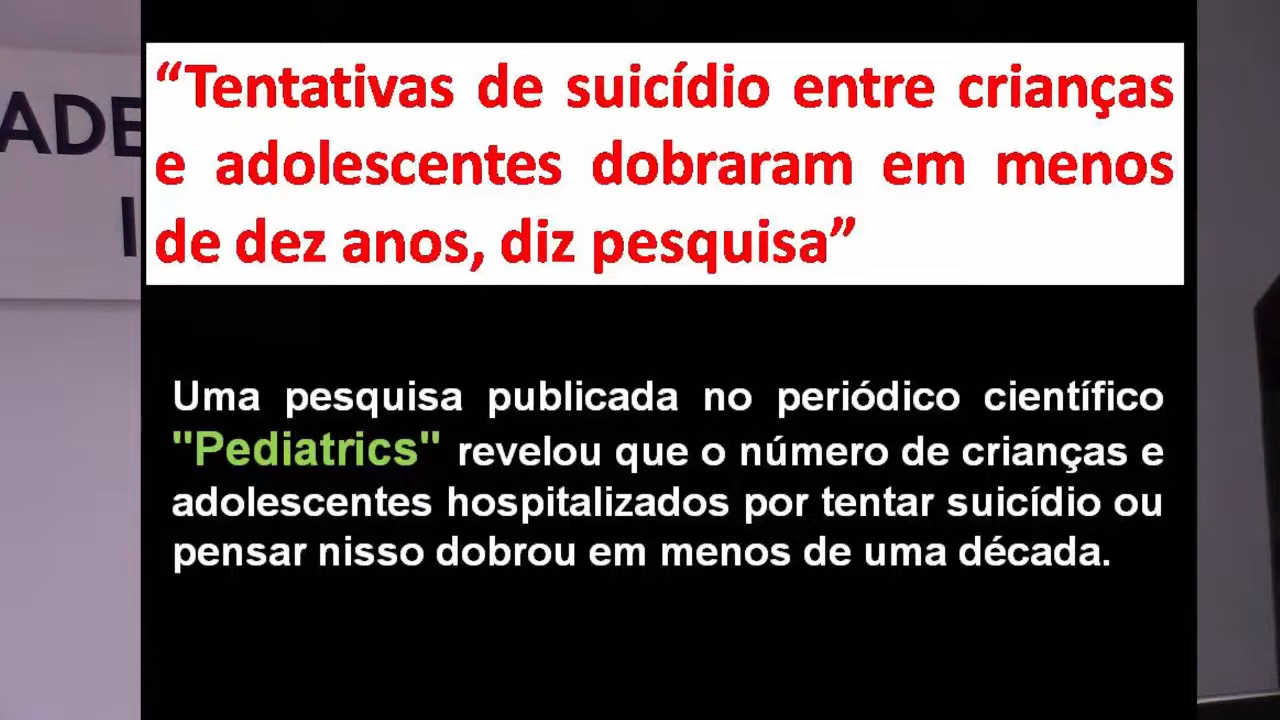 ADE
“Tentativas de suicídio entre crianças
e adolescentes dobraram em menos
de dez anos, diz pesquisa”
Uma pesquisa publicada no periódico científico
"Pediatrics" revelou que o número de crianças e
adolescentes hospitalizados por tentar suicídio ou
pensar nisso dobrou em menos de uma década.